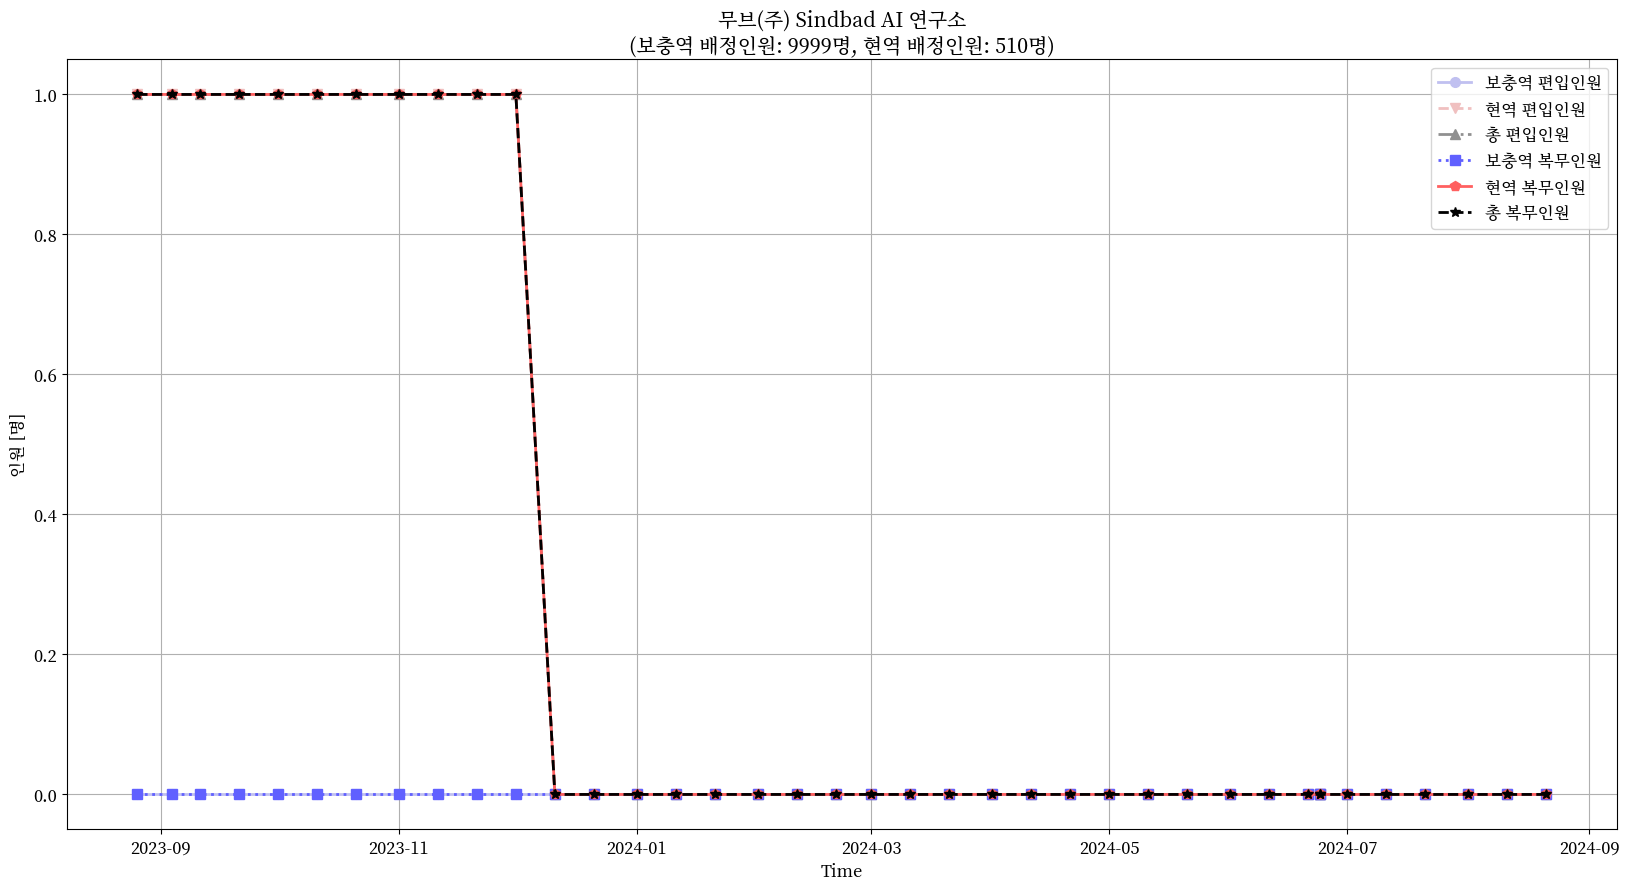 무브(주) Sindbad AI 연구소
(보충역 배정인원: 9999명, 현역 배정인원: 510명)
보충역 편입인원
현역 편입인원
총 편입인원
보충역 복무인원
현역 복무인원
총 복무인원
인원 [명]
1.0
0.8
0.6
0.4
0.2
0.0
2023-09
2023-11
2024-01
2024-03
2024-05
2024-07
2024-09
Time